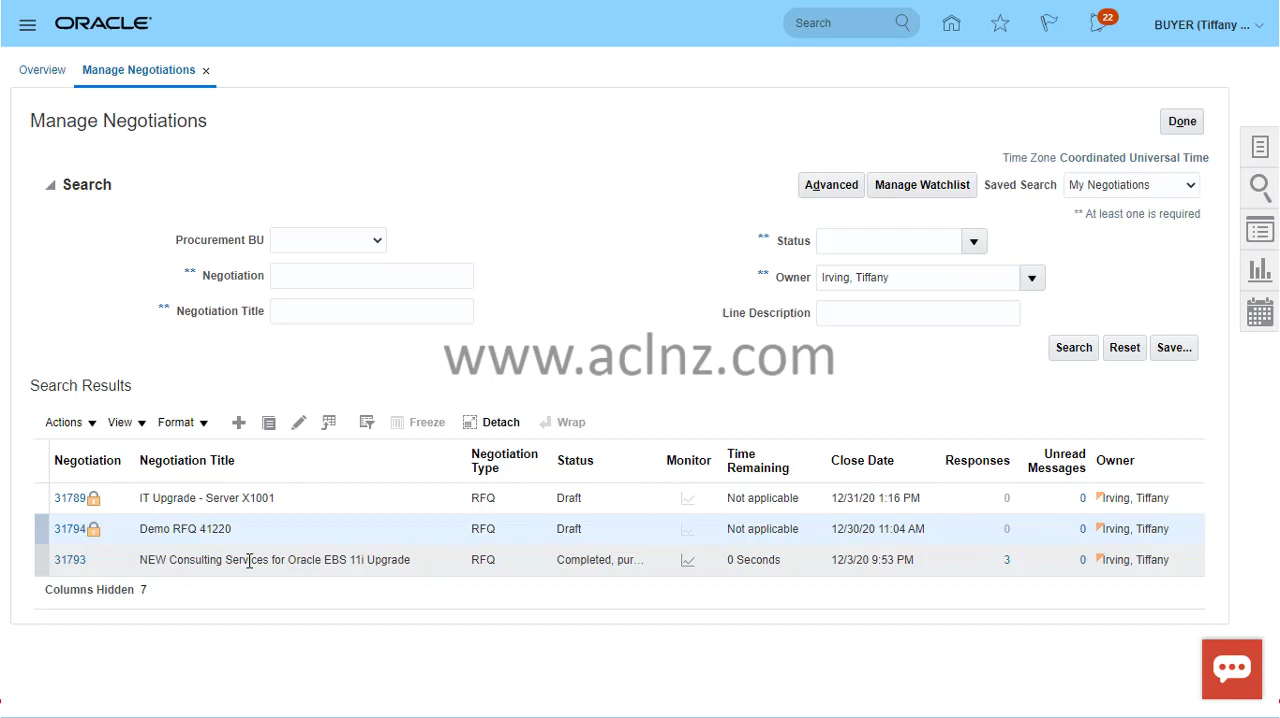 ORACLE
Search
22
BUYER (Tiffany ...
Overview
Manage Negotiations ×
Manage Negotiations
Done
Time Zone Coordinated Universal Time
Search
Advanced
Manage Watchlist
Saved Search
My Negotiations
** At least one is required
Procurement BU
** Status
** Negotiation
** Owner
Irving, Tiffany
** Negotiation Title
Line Description
www.aclnz.com
Search
Reset
Save...
Search Results
Actions
View
Format
Freeze
Detach
Wrap
Negotiation Negotiation Title Negotiation Type Status Monitor Time Remaining Close Date Responses Unread Messages Owner
31789 IT Upgrade - Server X1001 RFQ Draft Not applicable 12/31/20 1:16 PM 0 0 Irving, Tiffany
31794 Demo RFQ 41220 RFQ Draft Not applicable 12/30/20 11:04 AM 0 0 Irving, Tiffany
31793 NEW Consulting Services for Oracle EBS 11i Upgrade RFQ Completed, pur... 0 Seconds 12/3/20 9:53 PM 3 0 Irving, Tiffany
Columns Hidden 7